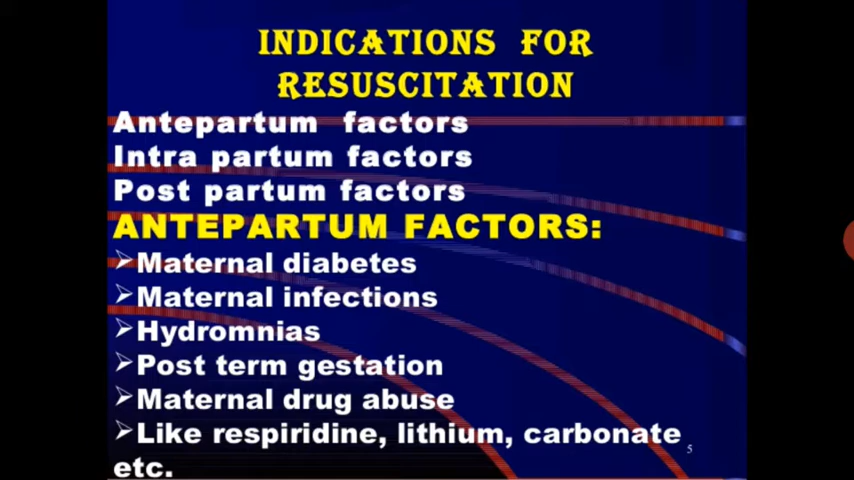 INDICATIONS FOR
RESUSCITATION
Antepartum factors
Intra partum factors
Post partum factors
ANTEPARTUM FACTORS:
➢Maternal diabetes
➢Maternal infections
➢Hydromnias
➢Post term gestation
➢Maternal drug abuse
➢Like respiridine, lithium, carbonate
etc.
5